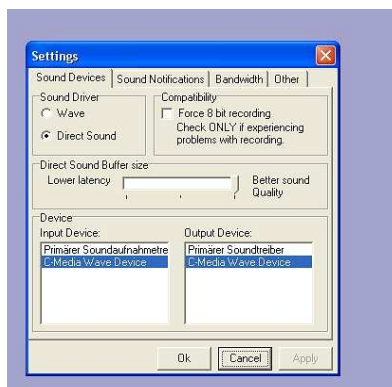 Settings
Sound Devices Sound Notifications Bandwidth Other
Sound Driver
Wave
Direct Sound
Compatibility
Force 8 bit recording
Check ONLY if experiencing
problems with recording.
Direct Sound Buffer size
Lower latency
Better sound
Quality
Device
Input Device:
Primärer Soundaufnahmetre
C-Media Wave Device
Output Device:
Primärer Soundtreiber
C-Media Wave Device
Ok Cancel Apply